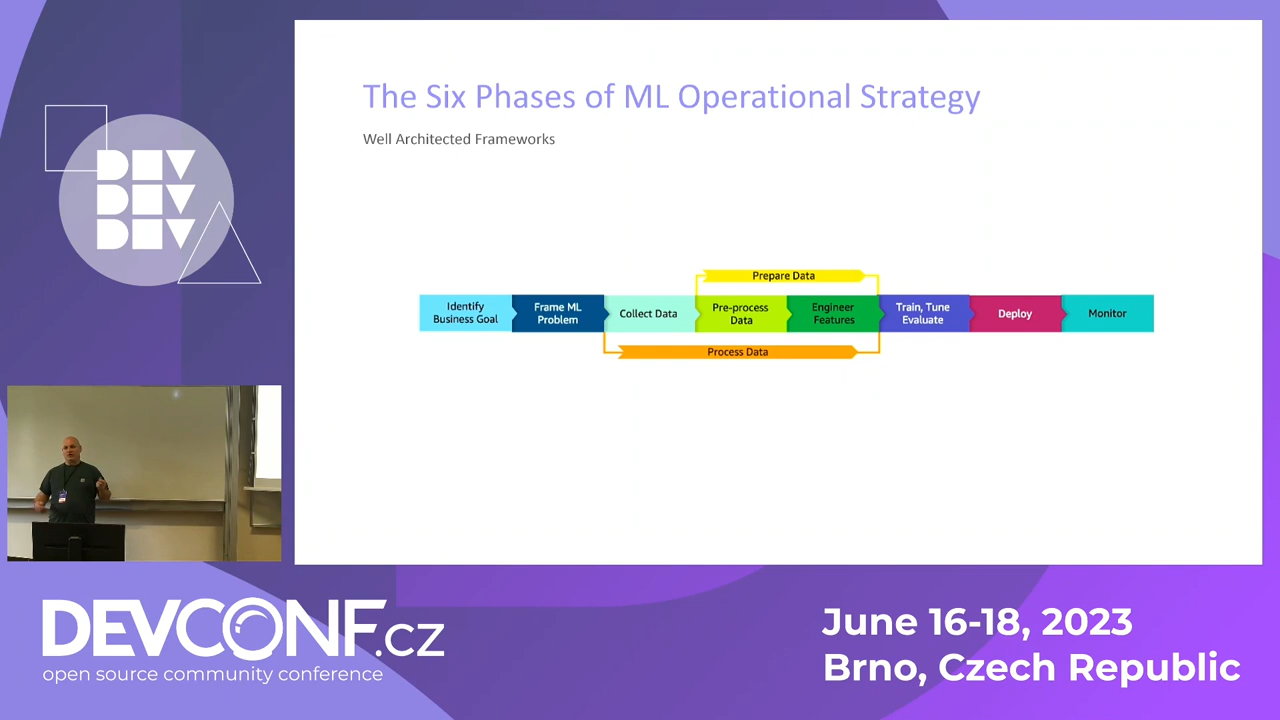 The Six Phases of ML Operational Strategy
Well Architected Frameworks
Prepare Data
Identify
Business Goal
Frame ML
Problem
Collect Data
Pre-process
Data
Engineer
Features
Train, Tune
Evaluate
Deploy
Monitor
Process Data
DEV
DEV
DEV
DEVCONF.cz
open source community conference
June 16-18, 2023
Brno, Czech Republic